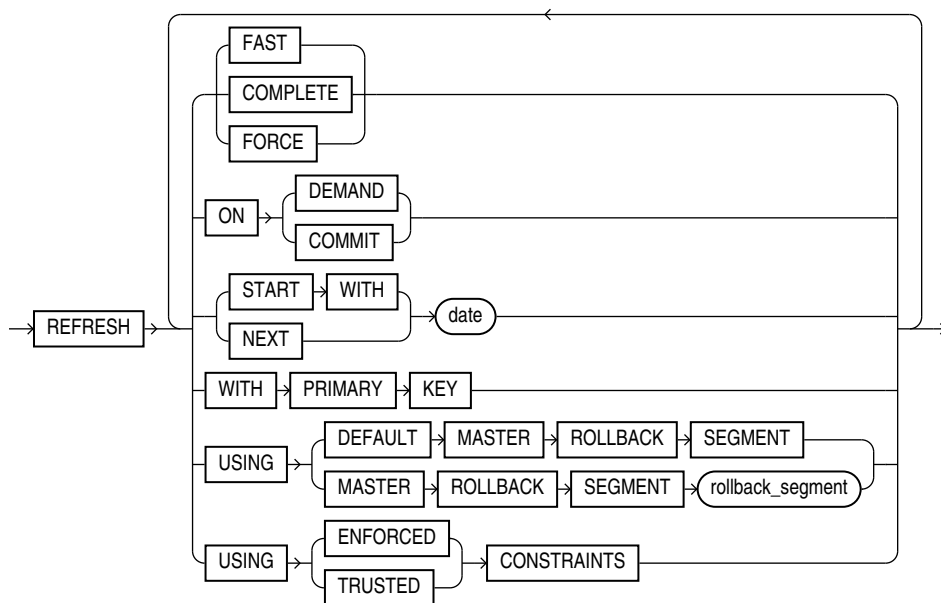 FAST
COMPLETE
FORCE
ON DEMAND
COMMIT
START WITH
REFRESH date
NEXT
WITH PRIMARY KEY
DEFAULT MASTER ROLLBACK SEGMENT
USING
MASTER ROLLBACK SEGMENT rollback_segment
ENFORCED
USING CONSTRAINTS
TRUSTED